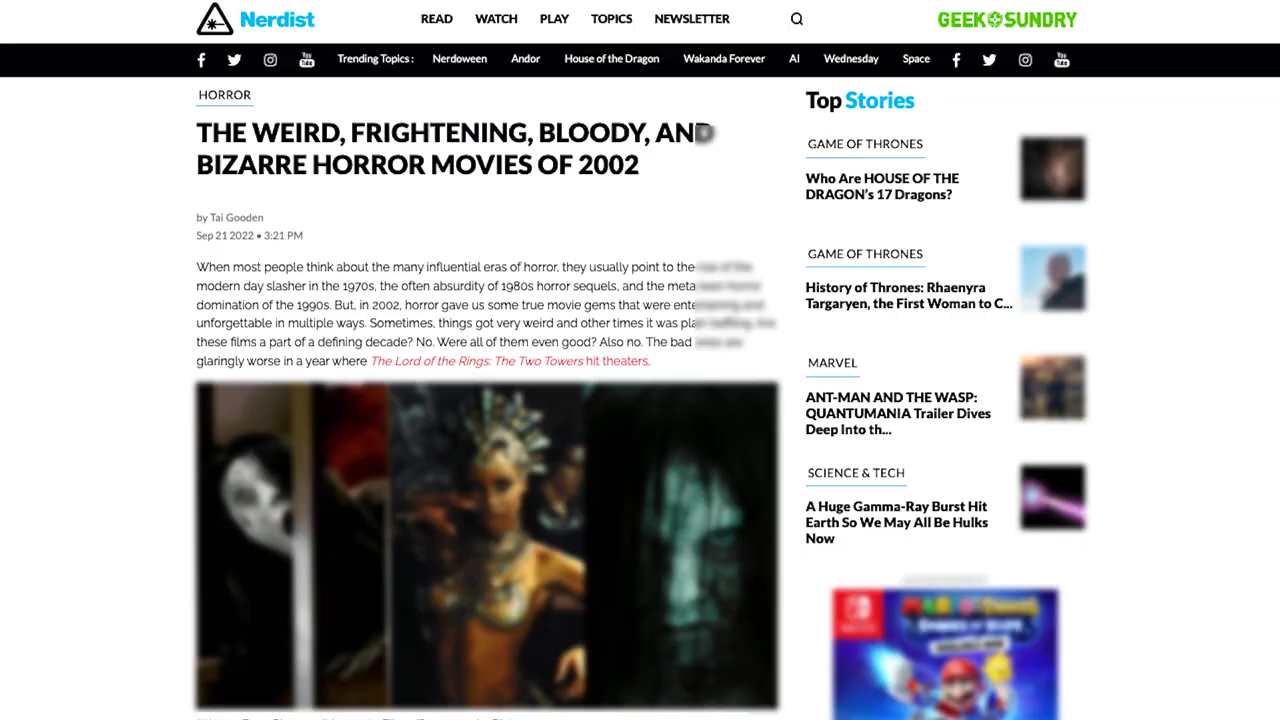 Nerdist
READ WATCH PLAY TOPICS NEWSLETTER
GEEK SUNDRY
Trending Topics : Nerdoween Andor House of the Dragon Wakanda Forever AI Wednesday Space
HORROR
THE WEIRD, FRIGHTENING, BLOODY, AND
BIZARRE HORROR MOVIES OF 2002
by Tai Gooden
Sep 21 2022 • 3:21 PM
When most people think about the many influential eras of horror, they usually point to the
modern day slasher in the 1970s, the often absurdity of 1980s horror sequels, and the meta
domination of the 1990s. But, in 2002, horror gave us some true movie gems that were entertaining and
unforgettable in multiple ways. Sometimes, things got very weird and other times it was plain baffling. Are
these films a part of a defining decade? No. Were all of them even good? Also no. The bad ones are
glaringly worse in a year where The Lord of the Rings: The Two Towers hit theaters.
Top Stories
GAME OF THRONES
Who Are HOUSE OF THE
DRAGON's 17 Dragons?
GAME OF THRONES
History of Thrones: Rhaenyra
Targaryen, the First Woman to C...
MARVEL
ANT-MAN AND THE WASP:
QUANTUMANIA Trailer Dives
Deep Into th...
SCIENCE & TECH
A Huge Gamma-Ray Burst Hit
Earth So We May All Be Hulks
Now